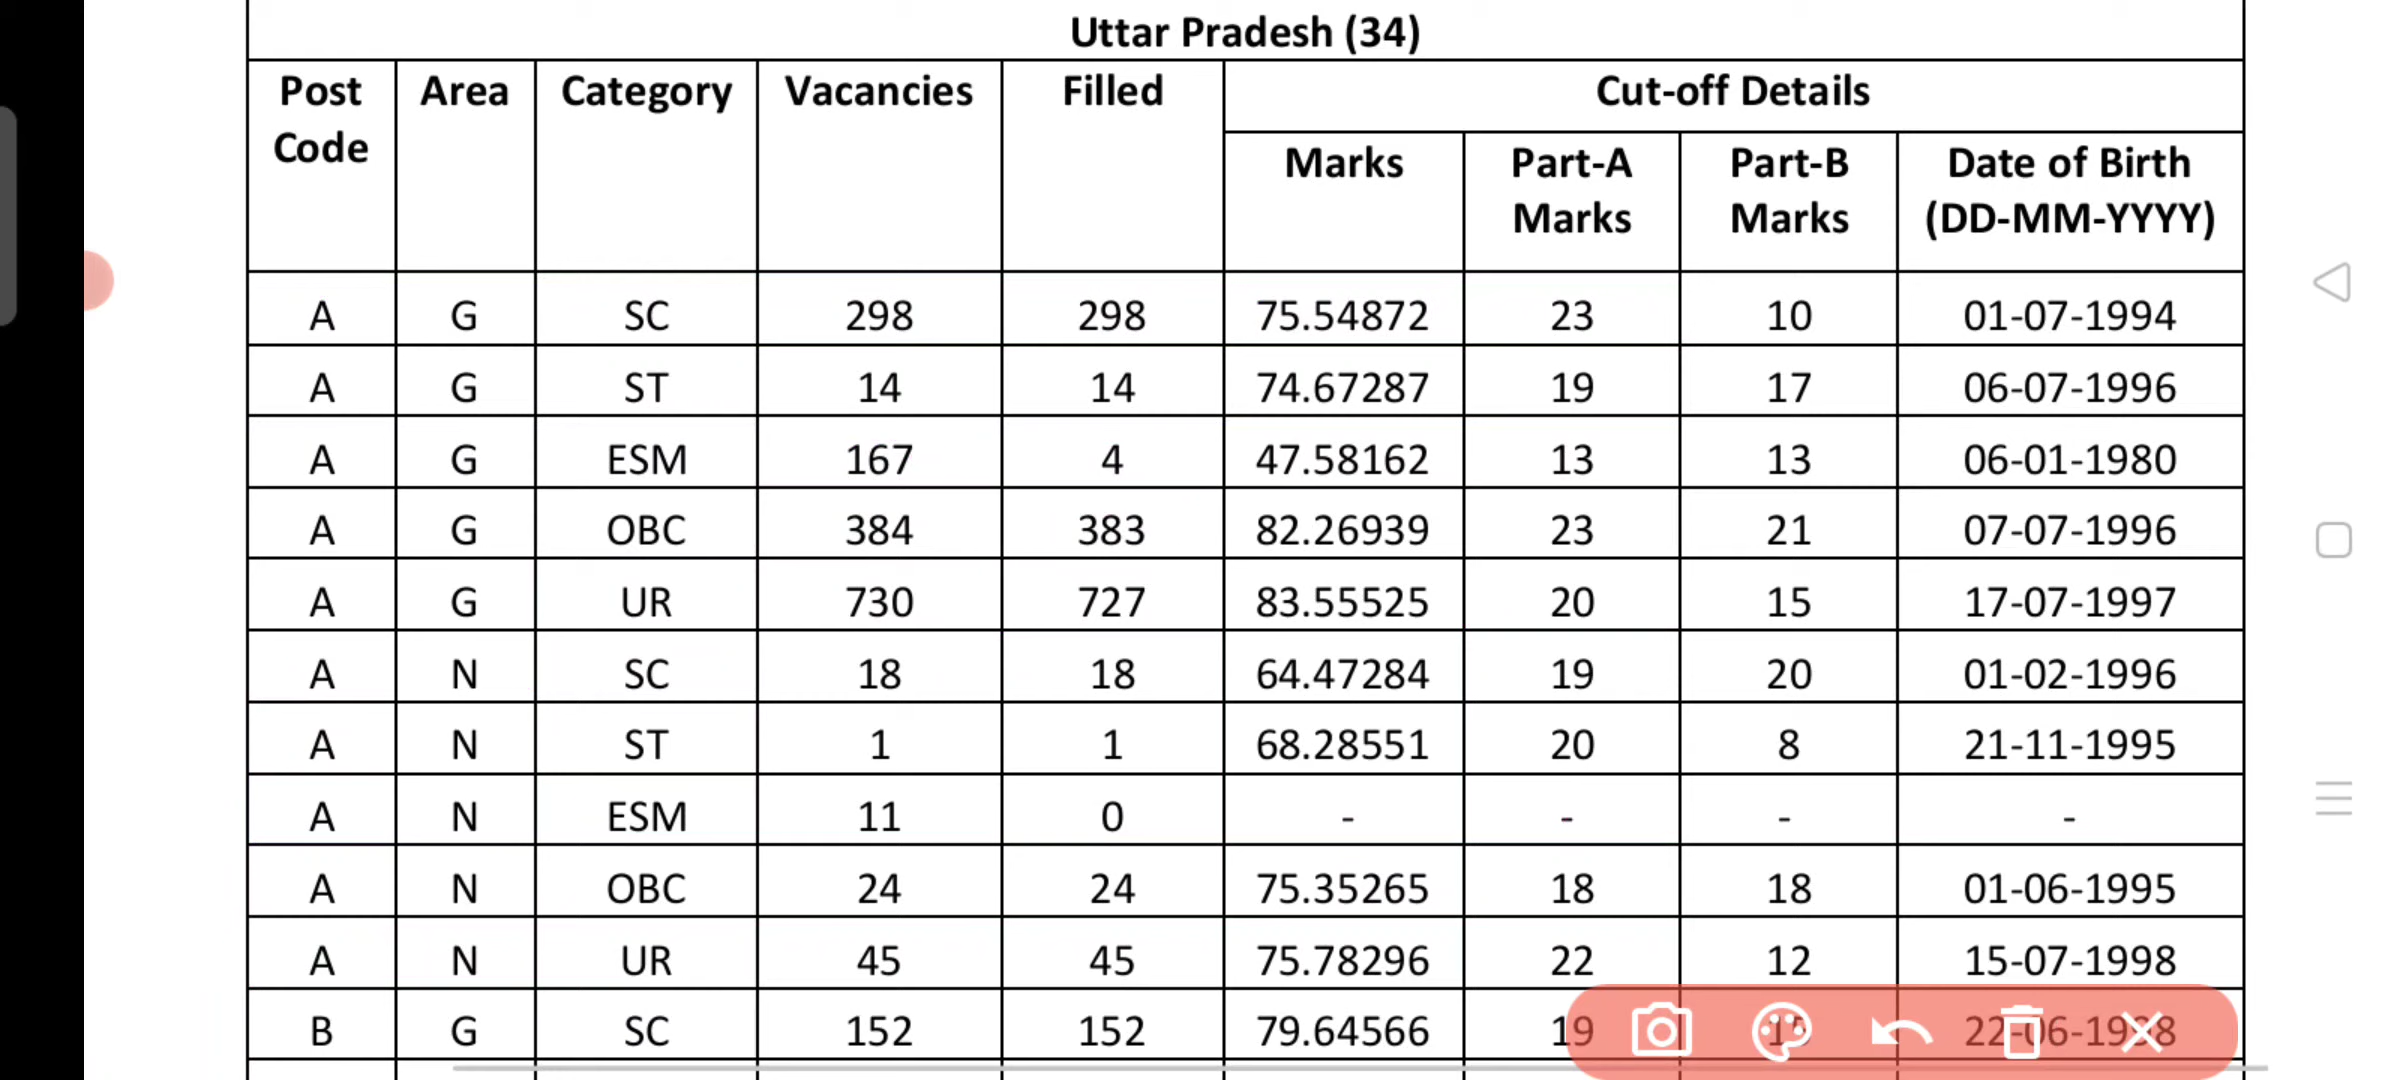 Uttar Pradesh (34)
Post Code Area Category Vacancies Filled Cut-off Details
Marks Part-A Marks Part-B Marks Date of Birth (DD-MM-YYYY)
A G SC 298 298 75.54872 23 10 01-07-1994
A G ST 14 14 74.67287 19 17 06-07-1996
A G ESM 167 4 47.58162 13 13 06-01-1980
A G OBC 384 383 82.26939 23 21 07-07-1996
A G UR 730 727 83.55525 20 15 17-07-1997
A N SC 18 18 64.47284 19 20 01-02-1996
A N ST 1 1 68.28551 20 8 21-11-1995
A N ESM 11 0 - - - -
A N OBC 24 24 75.35265 18 18 01-06-1995
A N UR 45 45 75.78296 22 12 15-07-1998
B G SC 152 152 79.64566 19